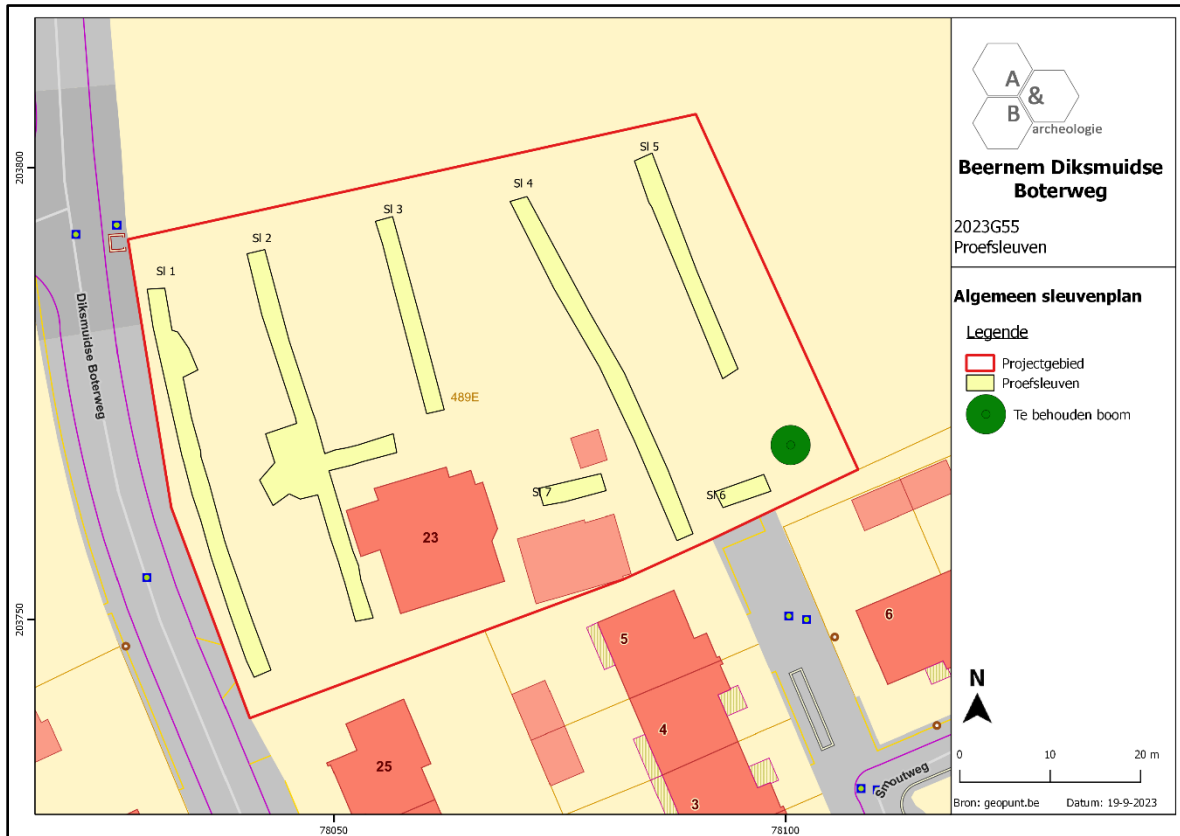 203800
203750
78050
78100
Sl 1
Sl 2
Sl 3
Sl 4
Sl 5
Sl 6
Sl 7
489E
23
25
5
4
3
6
Diksmuidse Boterweg
Smoutweg
A
&
B
archeologie
Beernem Diksmuidse
Boterweg
2023G55
Proefsleuven
Algemeen sleuvenplan
Legende
Projectgebied
Proefsleuven
Te behouden boom
N
0 10 20 m
Bron: geopunt.be Datum: 19-9-2023